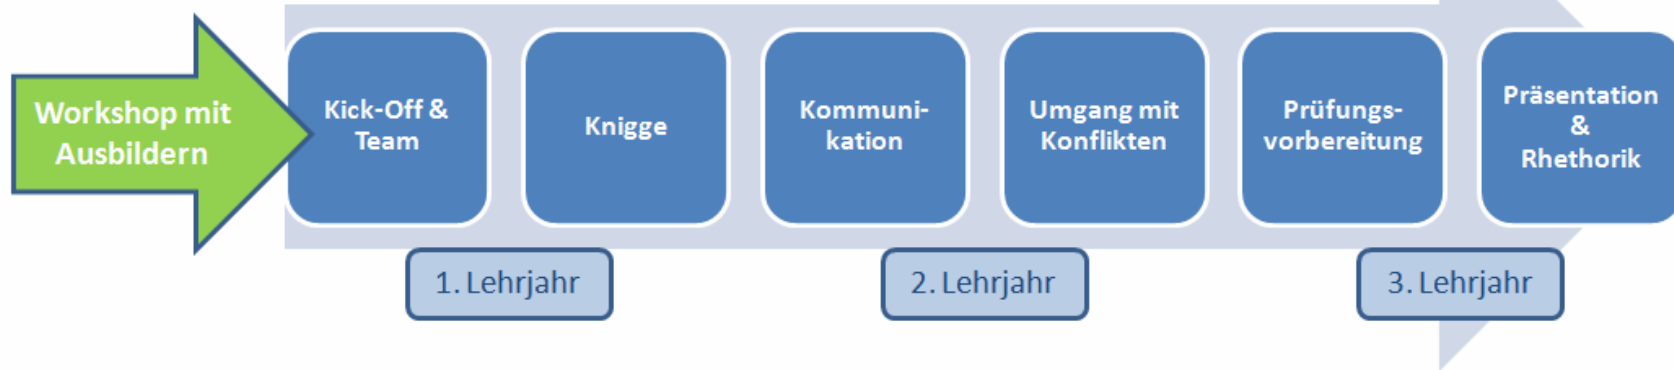 Workshop mit
Ausbildern
Kick-Off &
Team
Knigge
Kommuni-
kation
Umgang mit
Konflikten
Prüfungs-
vorbereitung
Präsentation
&
Rhethorik
1. Lehrjahr
2. Lehrjahr
3. Lehrjahr